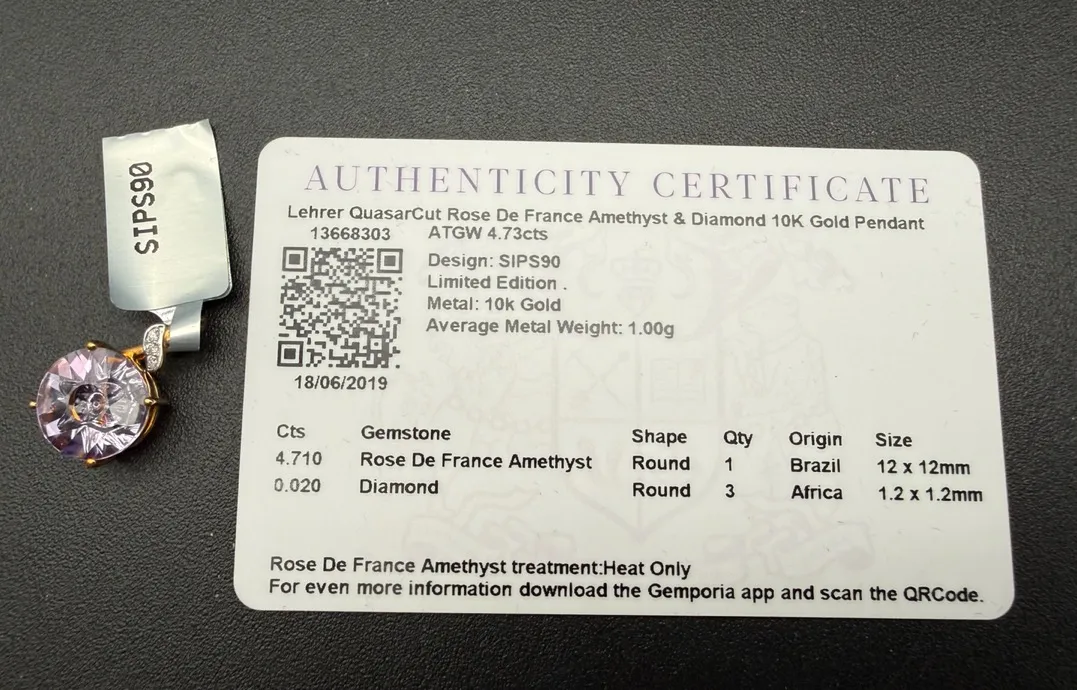 SIPS90
AUTHENTICITY CERTIFICATE
Lehrer QuasarCut Rose De France Amethyst & Diamond 10K Gold Pendant
13668303 ATGW 4.73cts
Design: SIPS90
Limited Edition .
Metal: 10k Gold
Average Metal Weight: 1.00g
18/06/2019
Cts Gemstone Shape Qty Origin Size
4.710 Rose De France Amethyst Round 1 Brazil 12 x 12mm
0.020 Diamond Round 3 Africa 1.2 x 1.2mm
Rose De France Amethyst treatment:Heat Only
For even more information download the Gemporia app and scan the QRCode.